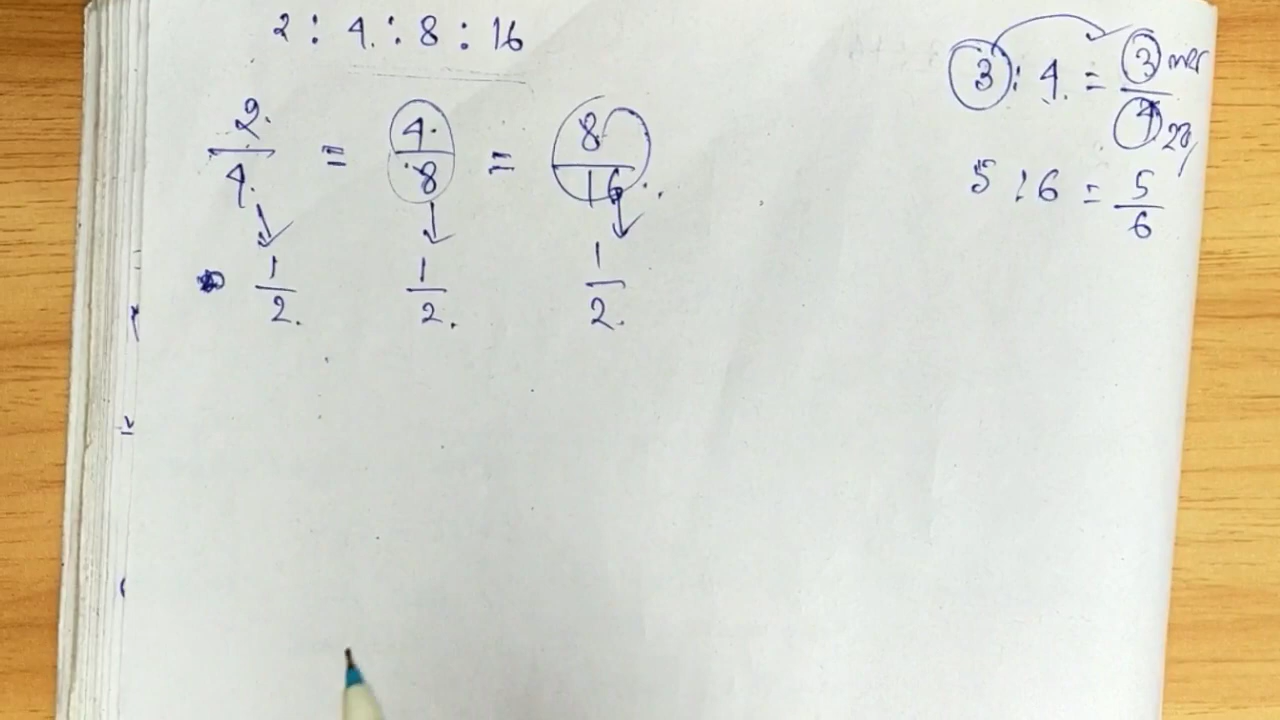 2 : 4 : 8 : 16
2/4 = 4/8 = 8/16
1/2 1/2 1/2
3 : 4 = 3/4
5 : 6 = 5/6